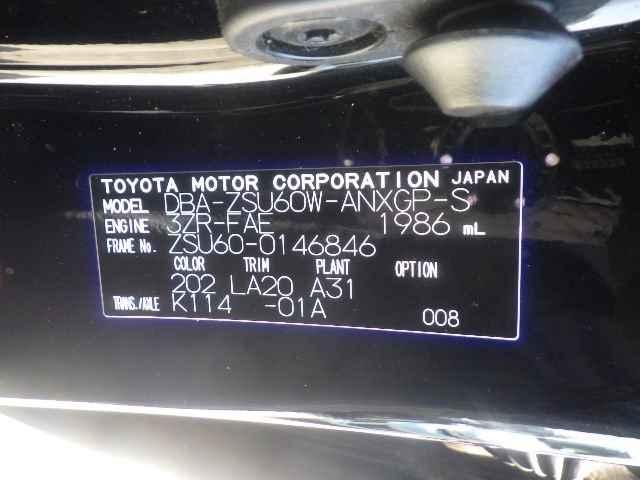 TOYOTA MOTOR CORPORATION JAPAN
MODEL DBA-ZSU60W-ANXGP-S
ENGINE 3ZR-FAE 1986 mL
FRAME No. ZSU60-0146846
COLOR TRIM PLANT OPTION
202 LA20 A31
TRANS./AXLE K114 -01A
008